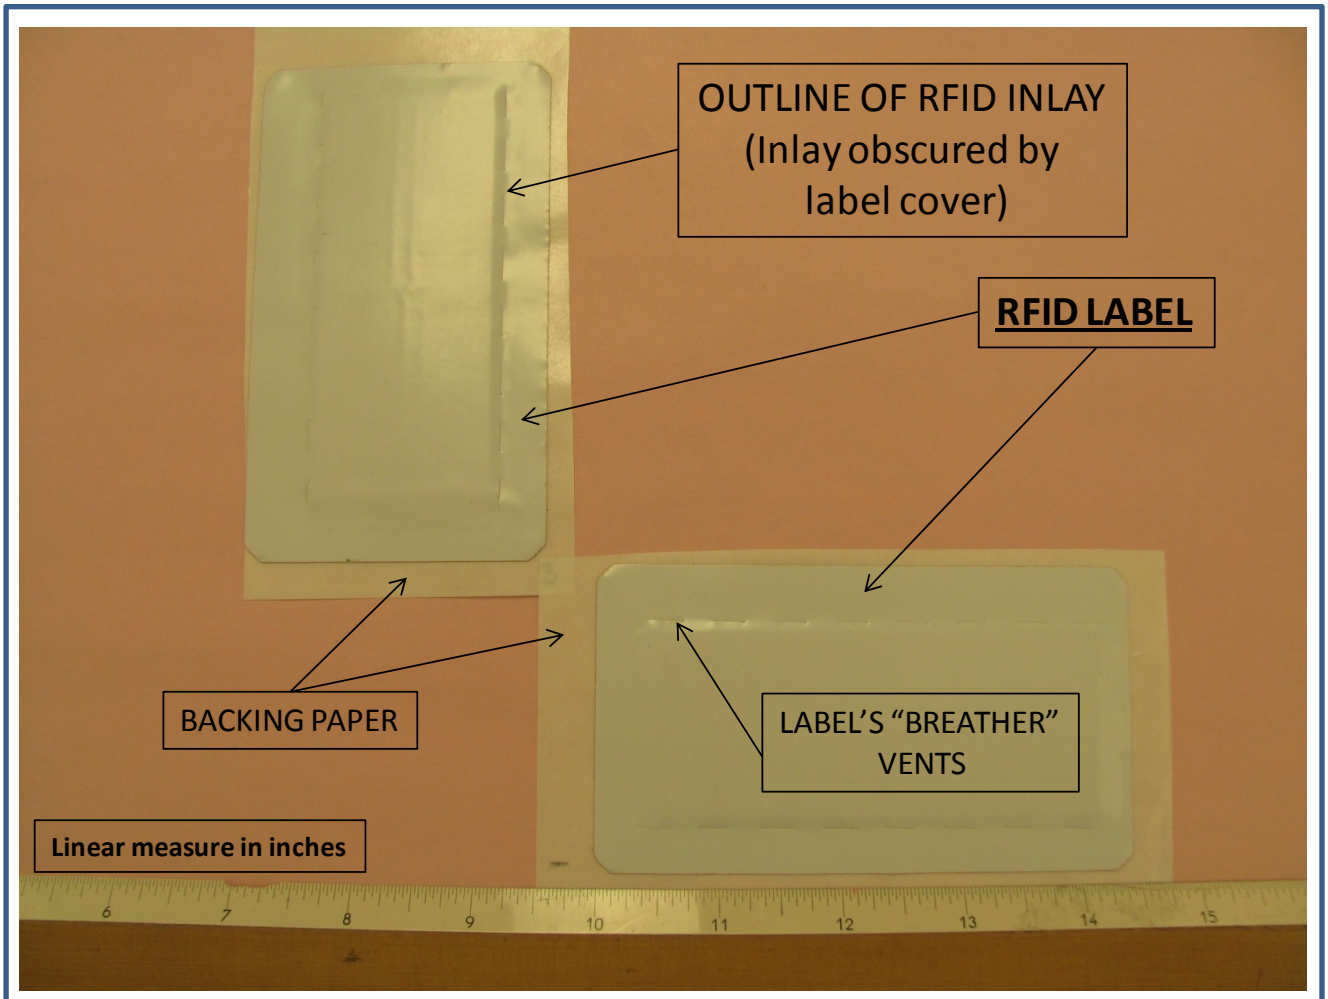 OUTLINE OF RFID INLAY
(Inlay obscured by
label cover)
RFID LABEL
BACKING PAPER
LABEL'S “BREATHER”
VENTS
Linear measure in inches
6 7 8 9 10 11 12 13 14 15